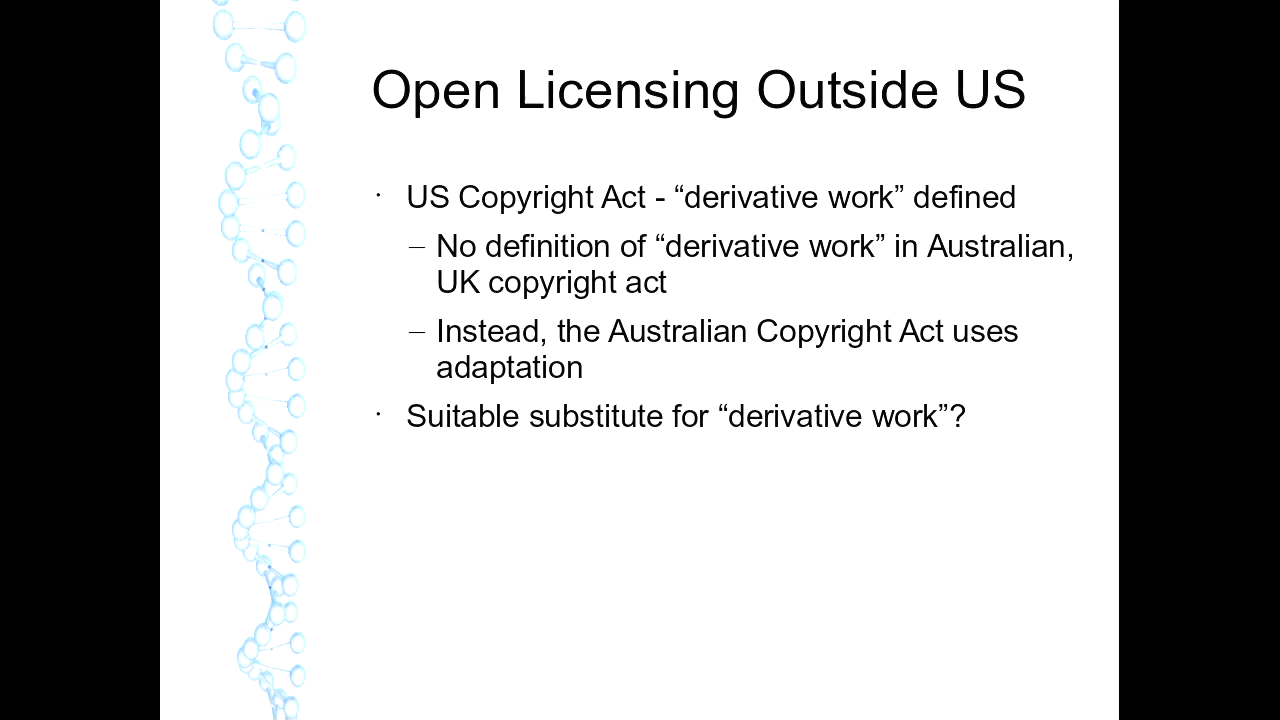 Open Licensing Outside US
· US Copyright Act - “derivative work” defined
– No definition of “derivative work” in Australian,
UK copyright act
– Instead, the Australian Copyright Act uses
adaptation
· Suitable substitute for “derivative work”?